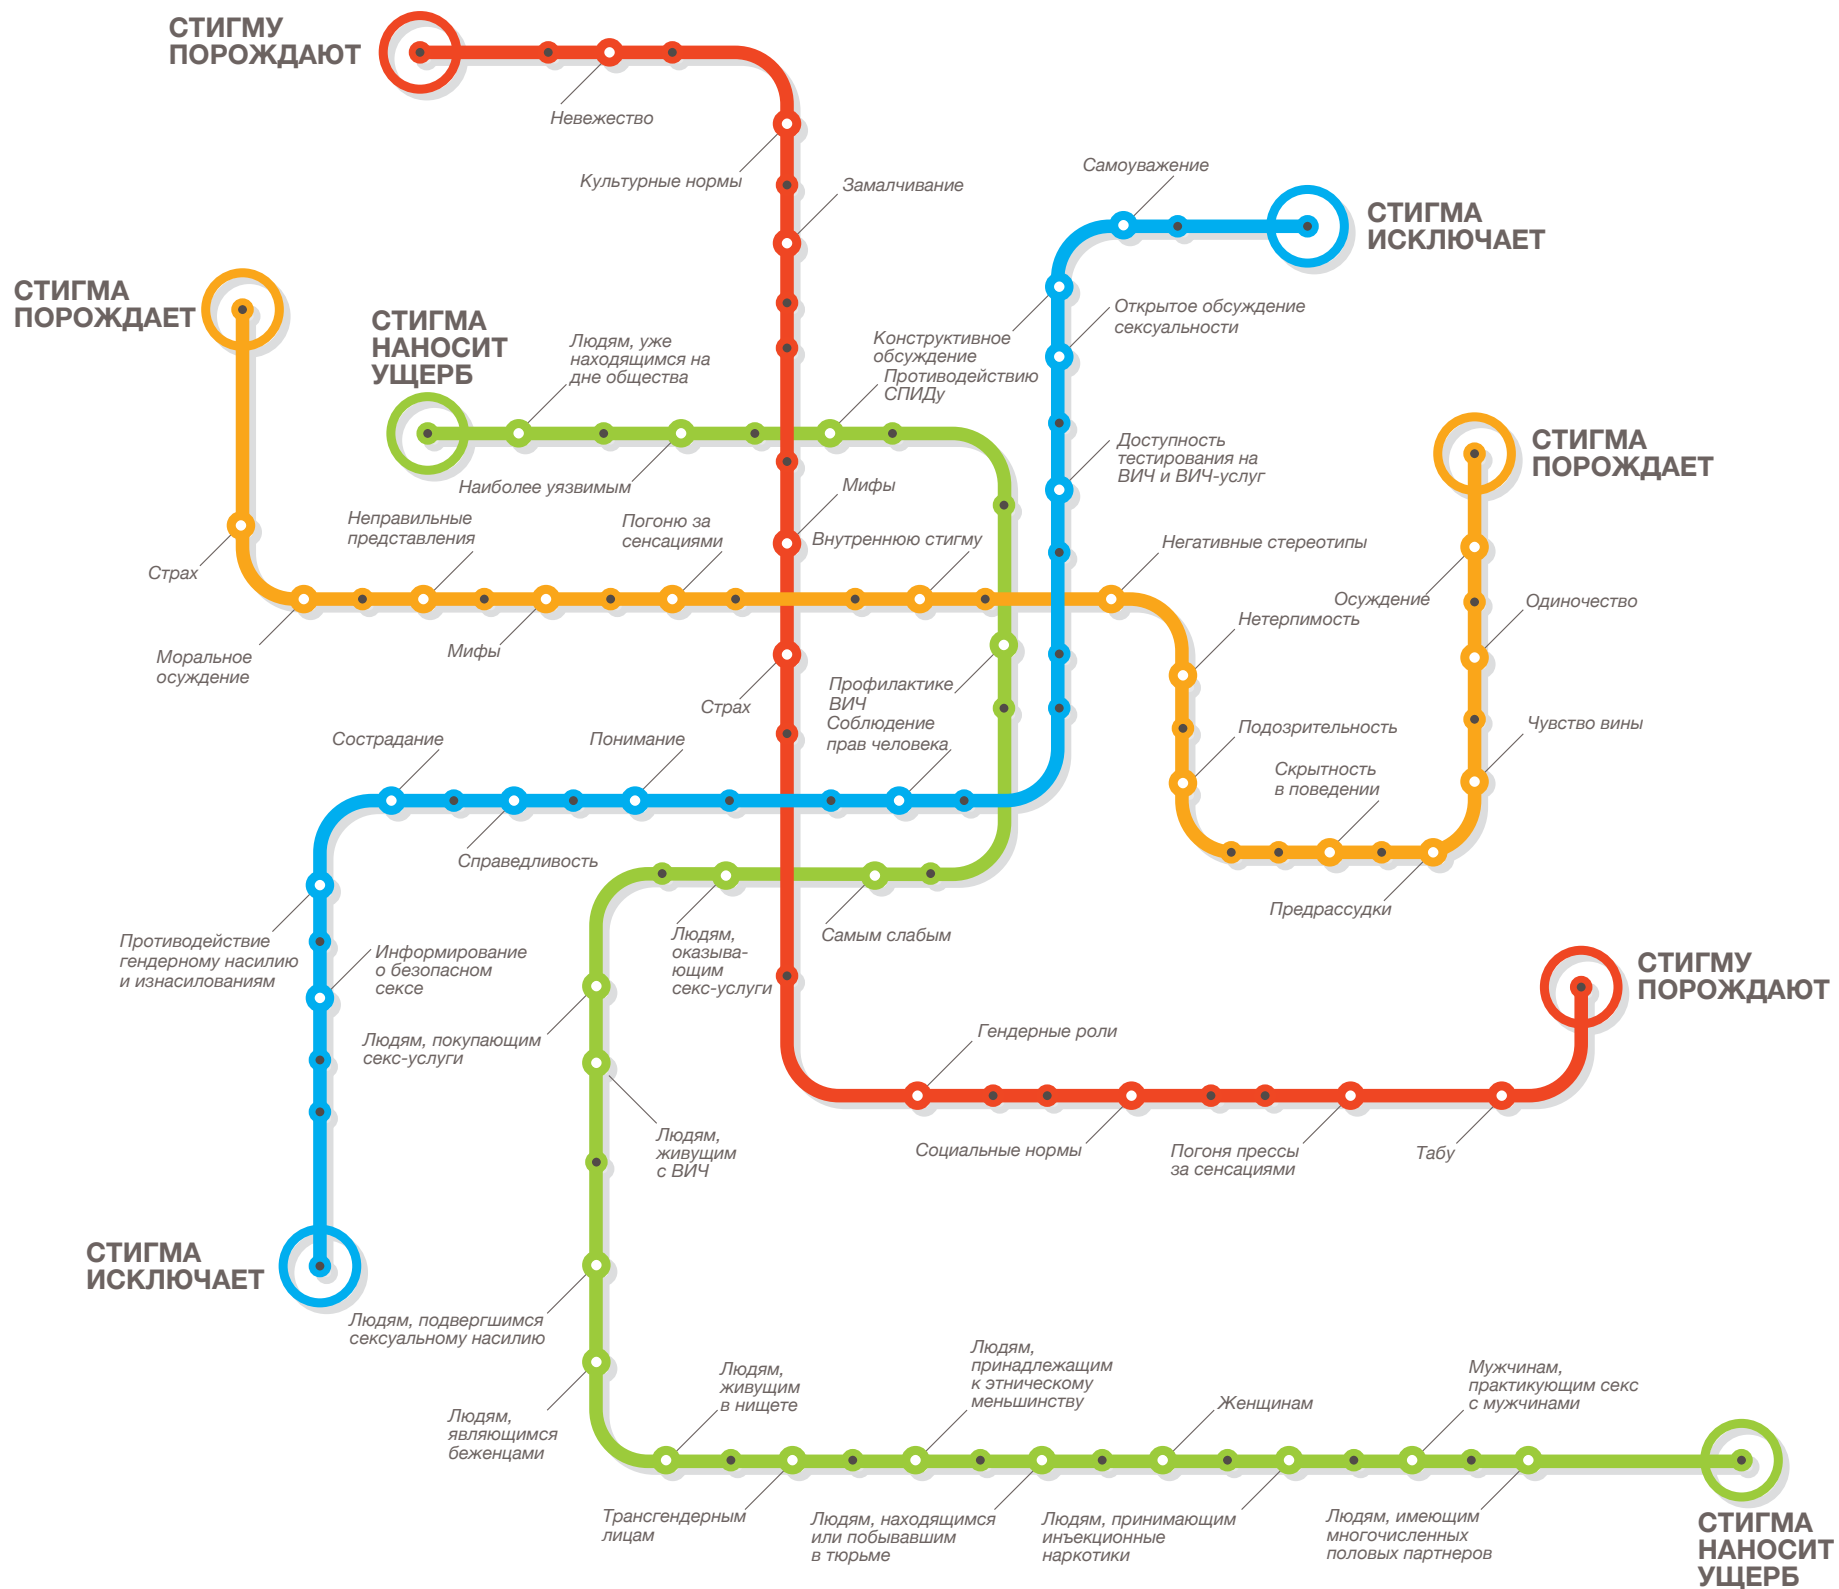 СТИГМУ
ПОРОЖДАЮТ
Невежество
Культурные нормы
Замалчивание
Самоуважение
СТИГМА
ИСКЛЮЧАЕТ
СТИГМА
ПОРОЖДАЕТ
СТИГМА
НАНОСИТ
УЩЕРБ
Людям, уже
находящимся на
дне общества
Конструктивное
обсуждение
Противодействию
СПИДу
Открытое обсуждение
сексуальности
Доступность
тестирования на
ВИЧ и ВИЧ-услуг
СТИГМА
ПОРОЖДАЕТ
Наиболее уязвимым
Мифы
Неправильные
представления
Погоню за
сенсациями
Внутреннюю стигму
Негативные стереотипы
Страх
Осуждение
Одиночество
Нетерпимость
Моральное
осуждение
Мифы
Страх
Профилактике
ВИЧ
Соблюдение
прав человека
Подозрительность
Чувство вины
Скрытность
в поведении
Сострадание
Понимание
Справедливость
Предрассудки
Противодействие
гендерному насилию
и изнасилованиям
Информирование
о безопасном
сексе
Людям,
оказыва-
ющим
секс-услуги
Самым слабым
СТИГМУ
ПОРОЖДАЮТ
Людям, покупающим
секс-услуги
Гендерные роли
Людям,
живущим
с ВИЧ
Социальные нормы
Погоня прессы
за сенсациями
Табу
СТИГМА
ИСКЛЮЧАЕТ
Людям, подвергшимся
сексуальному насилию
Людям,
являющимся
беженцами
Людям,
живущим
в нищете
Людям,
принадлежащим
к этническому
меньшинству
Женщинам
Мужчинам,
практикующим секс
с мужчинами
Трансгендерным
лицам
Людям, находящимся
или побывавшим
в тюрьме
Людям, принимающим
инъекционные
наркотики
Людям, имеющим
многочисленных
половых партнеров
СТИГМА
НАНОСИТ
УЩЕРБ